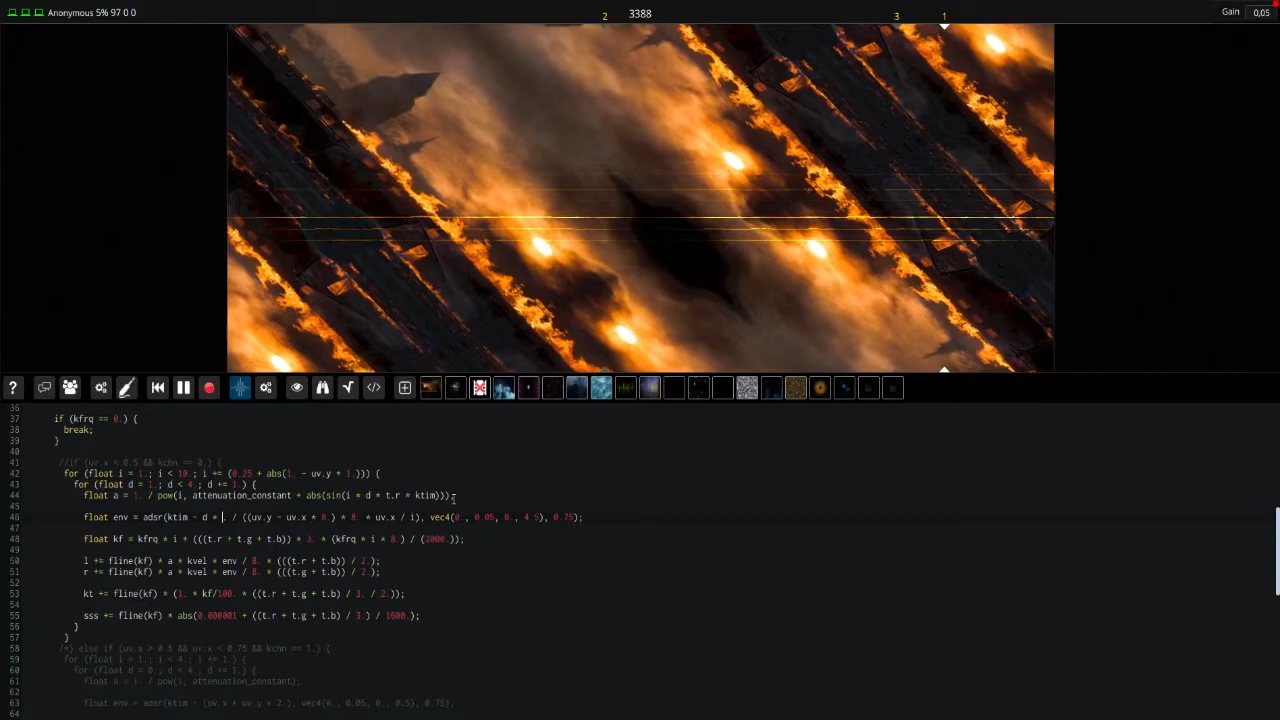 Anonymous 5% 97 0 0
2
3388
3
1
Gain
0,05
?
36
37 if (kfrq == 0.) {
38 break;
39 }
40
41 //if (uv.x < 0.5 && kchn == 0.) {
42 for (float i = 1.; i < 10.; i += (0.25 + abs(1. - uv.y * 1.))) {
43 for (float d = 1.; d < 4.; d += 1.) {
44 float a = 1. / pow(i, attenuation_constant + abs(sin(i * d * t.r * ktim)));
45
46 float env = adsr(ktim - d * . / ((uv.y - uv.x * 8.) * 8. * uv.x / i), vec4(0., 0.05, 0., 4.5), 0.75);
47
48 float kf = kfrq * i + (((t.r + t.g + t.b)) * 3. * (kfrq * i * 8.) / (2000.));
49
50 l += fline(kf) * a * kvel * env / 8. * (((t.r + t.b)) / 2.);
51 r += fline(kf) * a * kvel * env / 8. * (((t.g + t.b)) / 2.);
52
53 kt += fline(kf) * (1. * kf/100. * ((t.r + t.g + t.b) / 3. / 2.));
54
55 sss += fline(kf) * abs(0.000001 + ((t.r + t.g + t.b) / 3.) / 1600.);
56 }
57 }
58 /*} else if (uv.x > 0.5 && uv.x < 0.75 && kchn == 1.) {
59 for (float i = 1.; i < 4.; i += 1.) {
60 for (float d = 0.; d < 4.; d += 1.) {
61 float a = 1. / pow(i, attenuation_constant);
62
63 float env = adsr(ktim - (uv.x * uv.y * 2.), vec4(0., 0.05, 0., 0.5), 0.75),
64